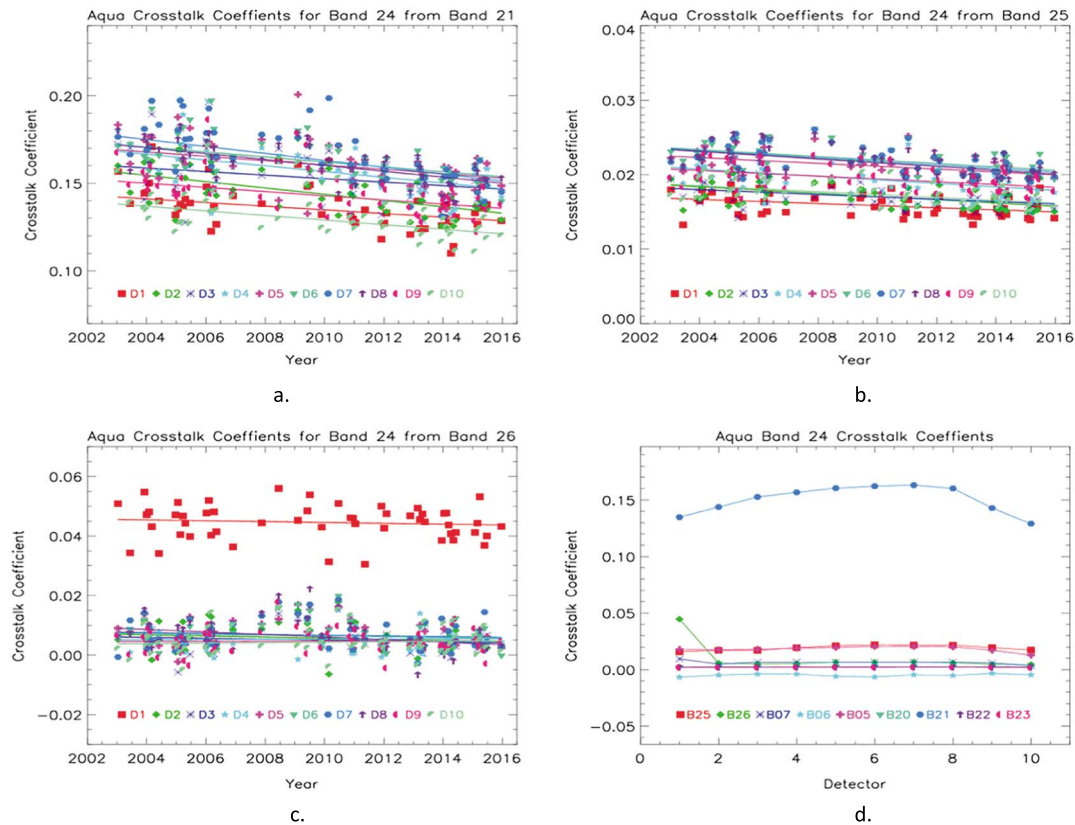 Aqua Crosstalk Coeffients for Band 24 from Band 21
Crosstalk Coefficient
0.20
0.15
0.10
D1 D2 D3 D4 D5 D6 D7 D8 D9 D10
2002 2004 2006 2008 2010 2012 2014 2016
Year
a.
Aqua Crosstalk Coeffients for Band 24 from Band 25
Crosstalk Coefficient
0.04
0.03
0.02
0.01
0.00
D1 D2 D3 D4 D5 D6 D7 D8 D9 D10
2002 2004 2006 2008 2010 2012 2014 2016
Year
b.
Aqua Crosstalk Coeffients for Band 24 from Band 26
Crosstalk Coefficient
0.06
0.04
0.02
0.00
−0.02
D1 D2 D3 D4 D5 D6 D7 D8 D9 D10
2002 2004 2006 2008 2010 2012 2014 2016
Year
c.
Aqua Band 24 Crosstalk Coeffients
Crosstalk Coefficient
0.15
0.10
0.05
0.00
−0.05
B25 B26 B07 B06 B05 B20 B21 B22 B23
0 2 4 6 8 10
Detector
d.